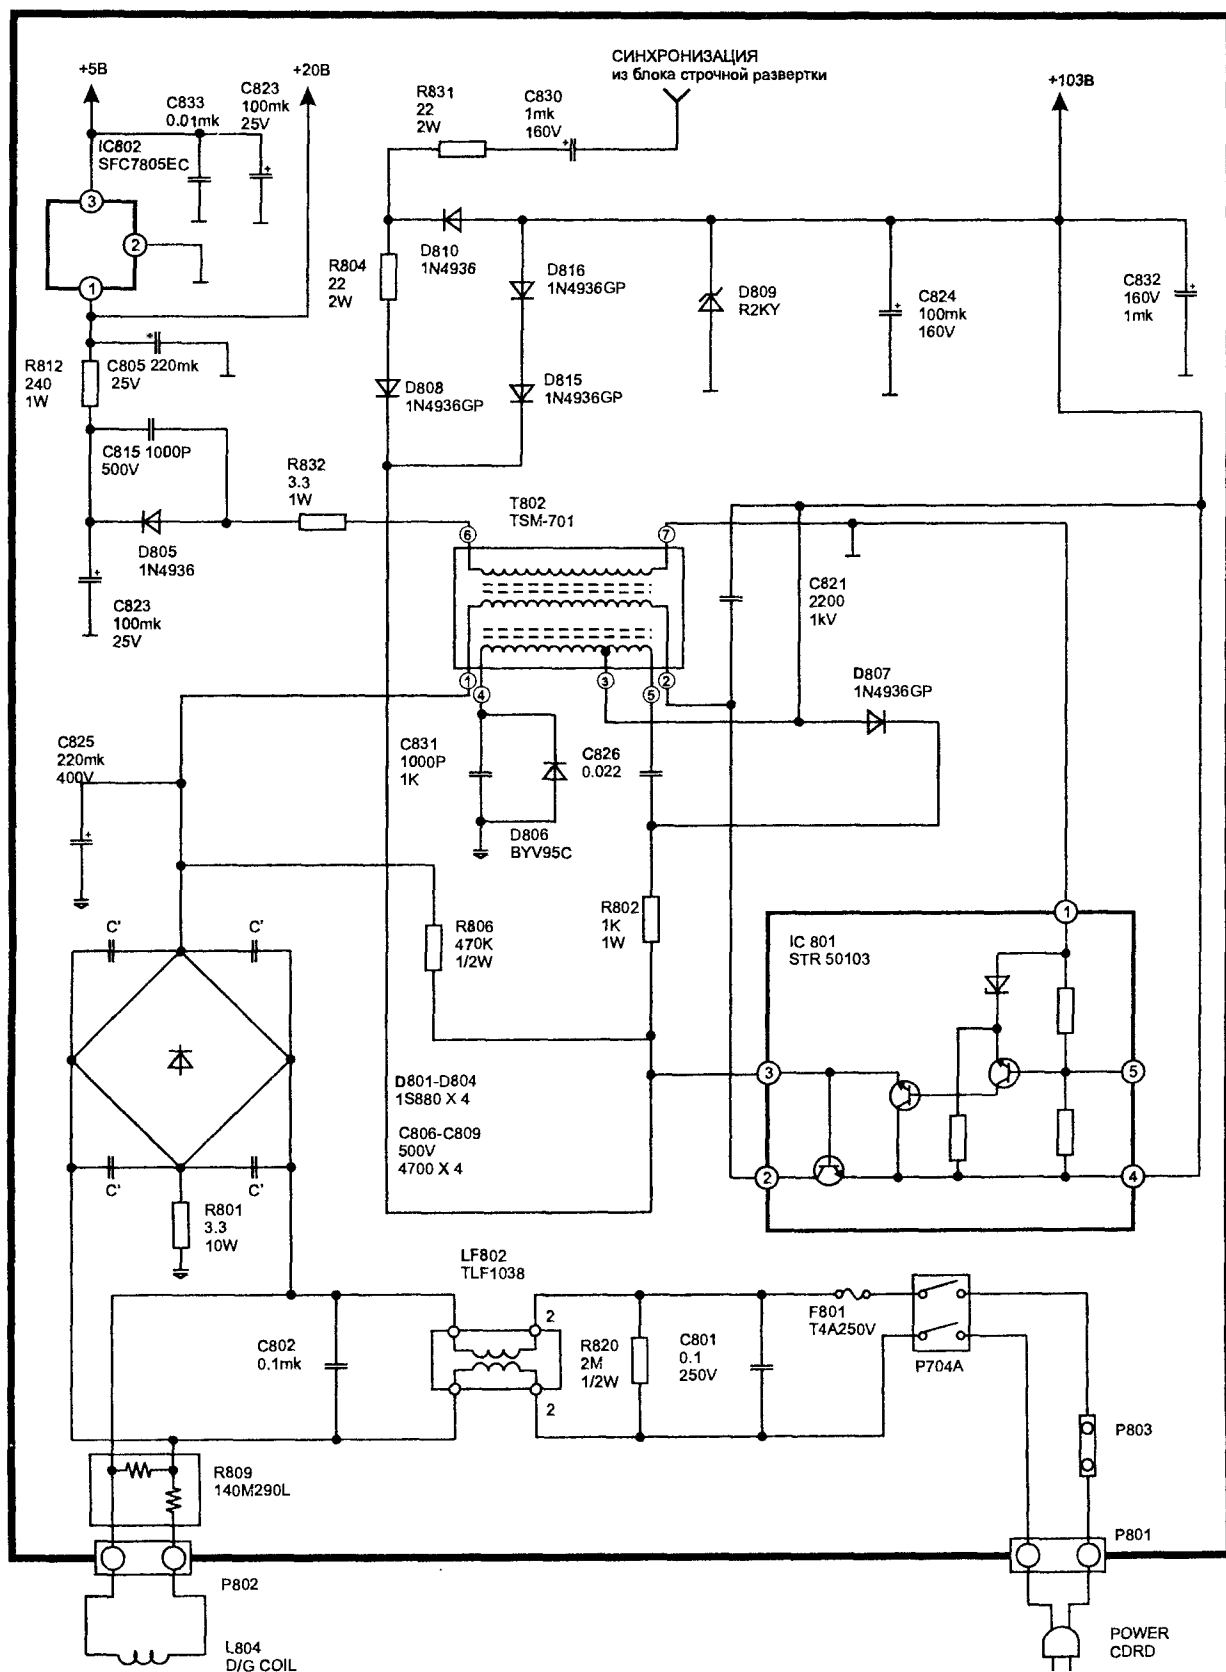 СИНХРОНИЗАЦИЯ
из блока строчной развертки
+5В
+20В
+103В
C833
0.01mk
C823
100mk
25V
IC802
SFC7805EC
3
2
1
R831
22
2W
C830
1mk
160V
+
+
R804
22
2W
D810
1N4936
D816
1N4936GP
D809
R2KY
C824
100mk
160V
+
C832
160V
1mk
+
R812
240
1W
+
C805 220mk
25V
D808
1N4936GP
D815
1N4936GP
C815 1000P
500V
R832
3.3
1W
T802
TSM-701
6
7
D805
1N4936
+
C823
100mk
25V
C821
2200
1kV
1
4
3
5
2
D807
1N4936GP
C825
220mk
400V
+
C831
1000P
1K
C826
0.022
D806
BYV95C
C'
C'
R806
470K
1/2W
R802
1K
1W
IC 801
STR 50103
1
3
5
2
4
D801-D804
1S880 X 4
C806-C809
500V
4700 X 4
C'
C'
R801
3.3
10W
LF802
TLF1038
2
2
C802
0.1mk
R820
2M
1/2W
C801
0.1
250V
F801
T4A250V
P704A
P803
R809
140M290L
P802
P801
L804
D/G COIL
POWER
CDRD